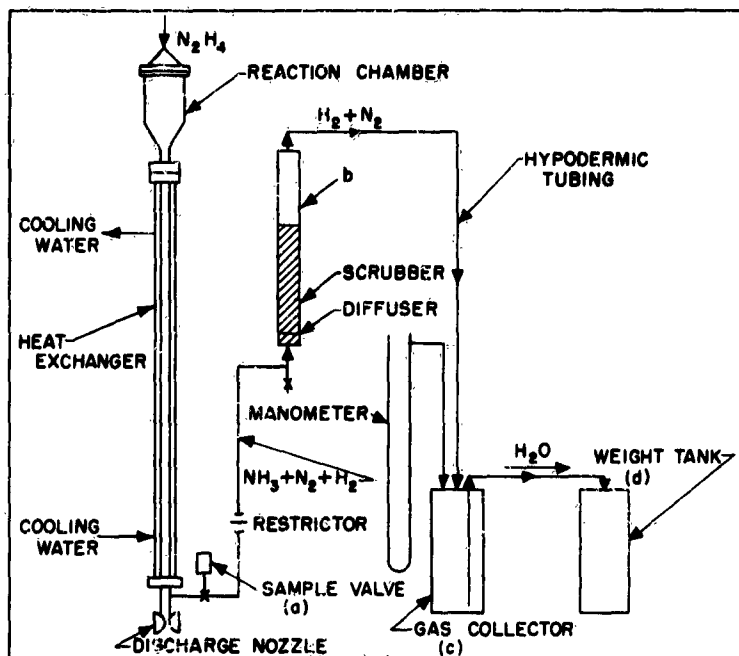 N₂H₄
REACTION CHAMBER
H₂+N₂
HYPODERMIC
TUBING
b
COOLING
WATER
SCRUBBER
DIFFUSER
HEAT
EXCHANGER
MANOMETER
H₂O
WEIGHT TANK
(d)
NH₃+N₂+H₂
RESTRICTOR
COOLING
WATER
SAMPLE VALVE
(a)
DISCHARGE NOZZLE
GAS COLLECTOR
(c)